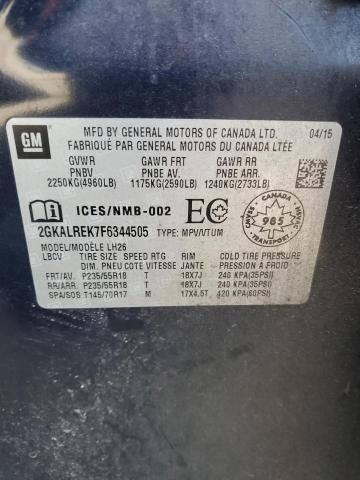 GM
MFD BY GENERAL MOTORS OF CANADA LTD. 04/15
FABRIQUÉ PAR GENERAL MOTORS DU CANADA LTÉE
GVWR GAWR FRT GAWR RR
PNBV PNBE AV. PNBE ARR
2250KG(4960LB) 1175KG(2590LB) 1240KG(2733LB)
ICES/NMB-002 EC
CANADA
985
TRANSPORT
2GKALREK7F6344505 TYPE: MPV/VTUM
MODEL/MODÈLE LH26
LBCV TIRE SIZE SPEED RTG RIM COLD TIRE PRESSURE
DIM. PNEU COTE VITESSE JANTE PRESSION A FROID
FRT/AV. P235/55R18 T 18X7J 240 KPA(35PSI)
RR/ARR. P235/55R18 T 18X7J 240 KPA(35PSI)
SPA/SOS T145/70R17 M 17X4.5T 420 KPA(60PSI)